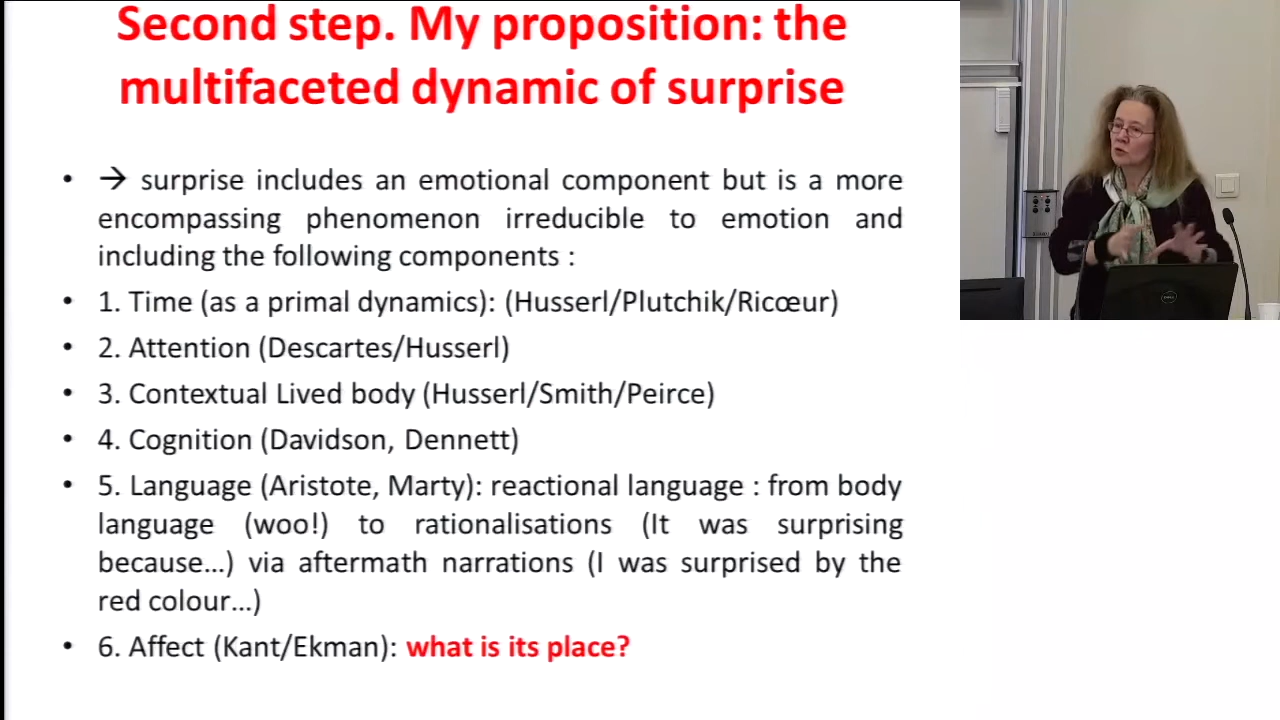 Second step. My proposition: the
multifaceted dynamic of surprise
• → surprise includes an emotional component but is a more
encompassing phenomenon irreducible to emotion and
including the following components :
• 1. Time (as a primal dynamics): (Husserl/Plutchik/Ricœur)
• 2. Attention (Descartes/Husserl)
• 3. Contextual Lived body (Husserl/Smith/Peirce)
• 4. Cognition (Davidson, Dennett)
• 5. Language (Aristote, Marty): reactional language : from body
language (woo!) to rationalisations (It was surprising
because...) via aftermath narrations (I was surprised by the
red colour...)
• 6. Affect (Kant/Ekman): what is its place?
DELL